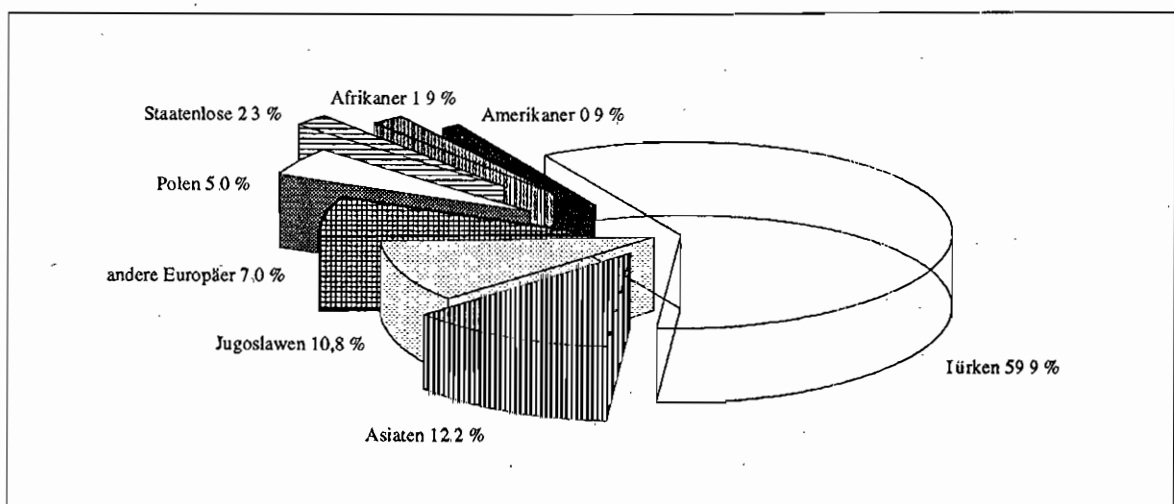 Afrikaner 1 9 %
Amerikaner 0 9 %
Staatenlose 2 3 %
Polen 5.0 %
andere Europäer 7.0 %
Jugoslawen 10,8 %
Türken 59 9 %
Asiaten 12.2 %